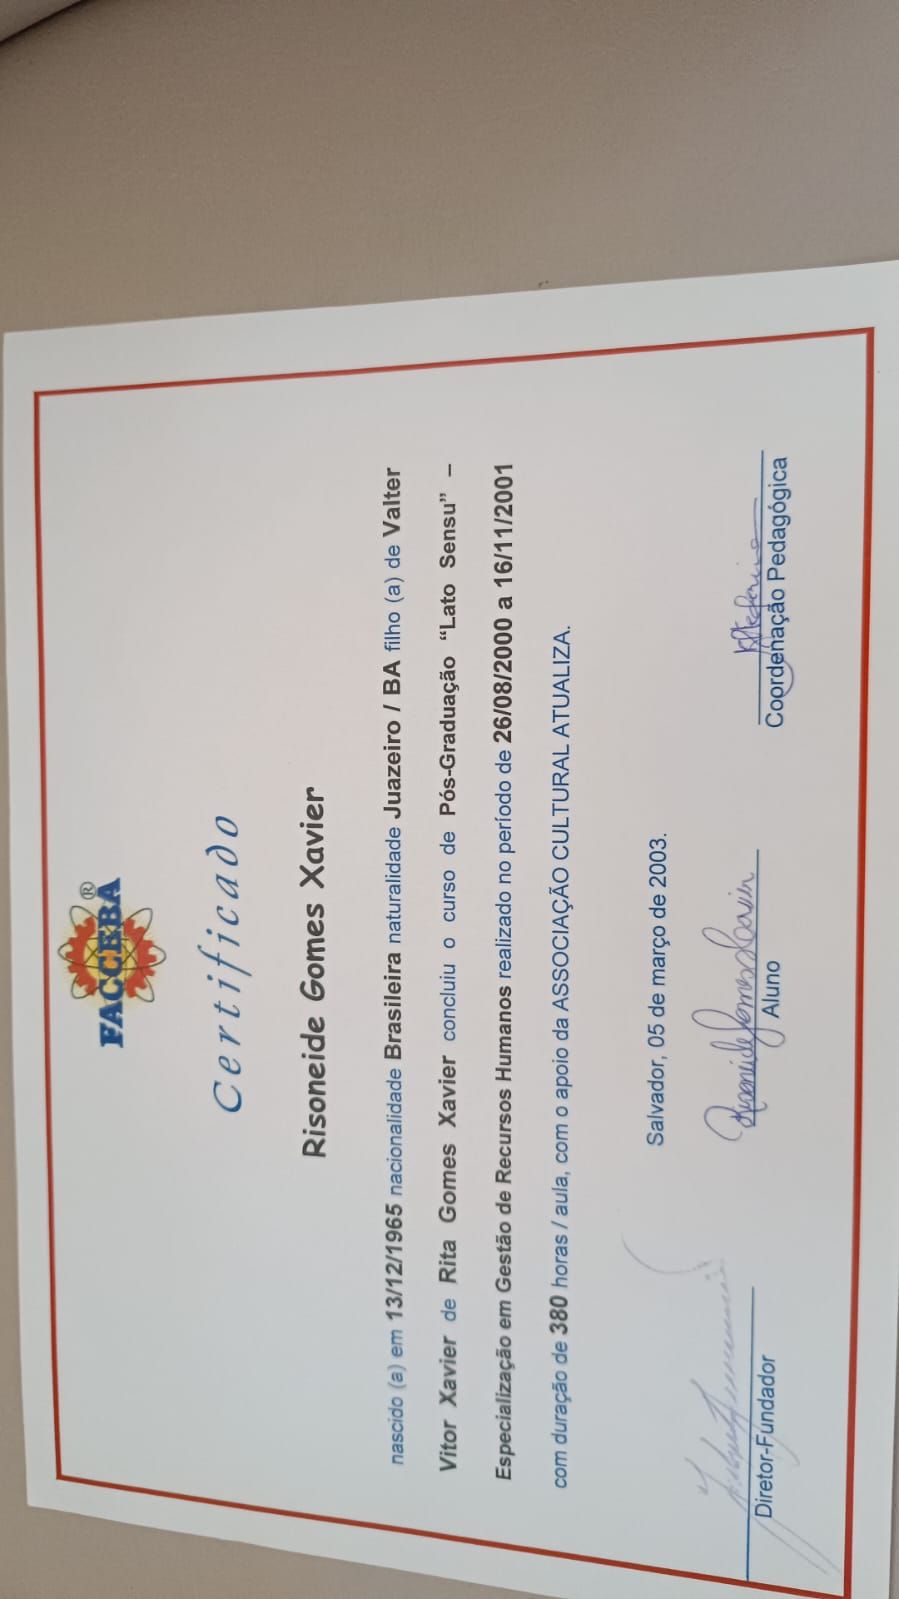 FACCEBA®
Certificado
Risoneide Gomes Xavier
nascido (a) em 13/12/1965 nacionalidade Brasileira naturalidade Juazeiro / BA filho (a) de Valter
Vitor Xavier de Rita Gomes Xavier concluiu o curso de Pós-Graduação “Lato Sensu” –
Especialização em Gestão de Recursos Humanos realizado no período de 26/08/2000 a 16/11/2001
com duração de 380 horas / aula, com o apoio da ASSOCIAÇÃO CULTURAL ATUALIZA.
Salvador, 05 de março de 2003.
Risoneide Gomes Xavier
Diretor-Fundador
Aluno
Coordenação Pedagógica